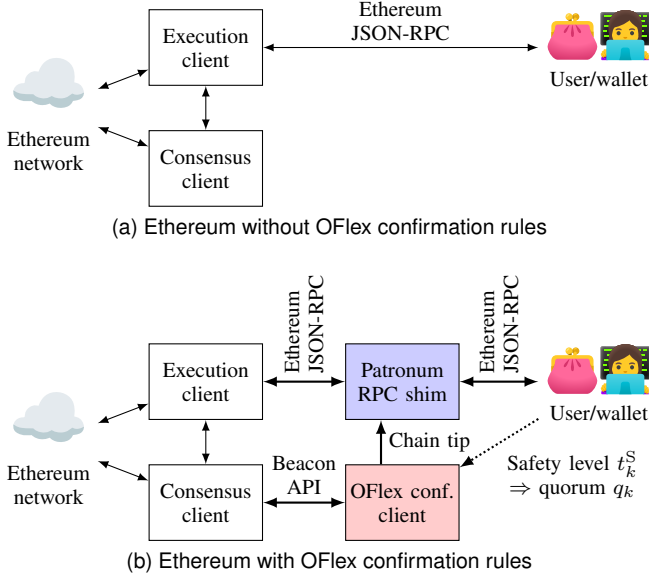 Ethereum
JSON-RPC
Execution
client
User/wallet
Ethereum
network
Consensus
client
(a) Ethereum without OFlex confirmation rules
Ethereum
JSON-RPC
Ethereum
JSON-RPC
Execution
client
Patronum
RPC shim
User/wallet
Chain tip
Ethereum
network
Consensus
client
Beacon
API
OFlex conf.
client
Safety level t_k^S
⇒ quorum q_k
(b) Ethereum with OFlex confirmation rules